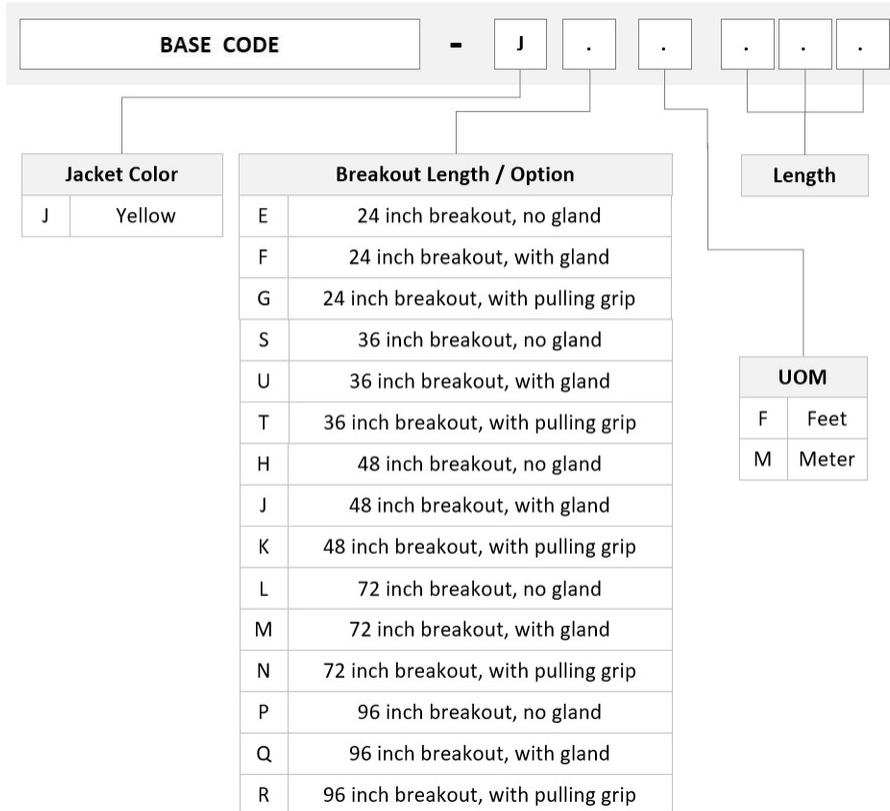 BASE CODE - J . . . . .
Jacket Color
J Yellow
Breakout Length / Option
E 24 inch breakout, no gland
F 24 inch breakout, with gland
G 24 inch breakout, with pulling grip
S 36 inch breakout, no gland
U 36 inch breakout, with gland
T 36 inch breakout, with pulling grip
H 48 inch breakout, no gland
J 48 inch breakout, with gland
K 48 inch breakout, with pulling grip
L 72 inch breakout, no gland
M 72 inch breakout, with gland
N 72 inch breakout, with pulling grip
P 96 inch breakout, no gland
Q 96 inch breakout, with gland
R 96 inch breakout, with pulling grip
Length
UOM
F Feet
M Meter